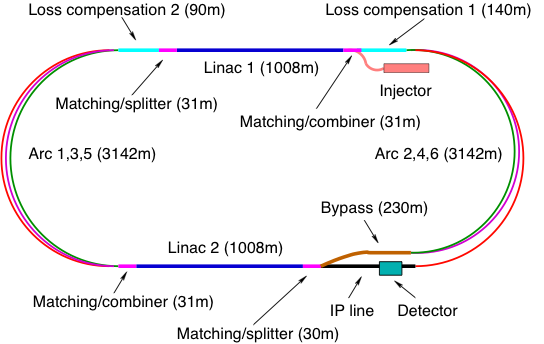 Loss compensation 2 (90m)
Loss compensation 1 (140m)
Linac 1 (1008m)
Injector
Matching/splitter (31m)
Matching/combiner (31m)
Arc 1,3,5 (3142m)
Arc 2,4,6 (3142m)
Bypass (230m)
Linac 2 (1008m)
Matching/combiner (31m)
IP line
Detector
Matching/splitter (30m)